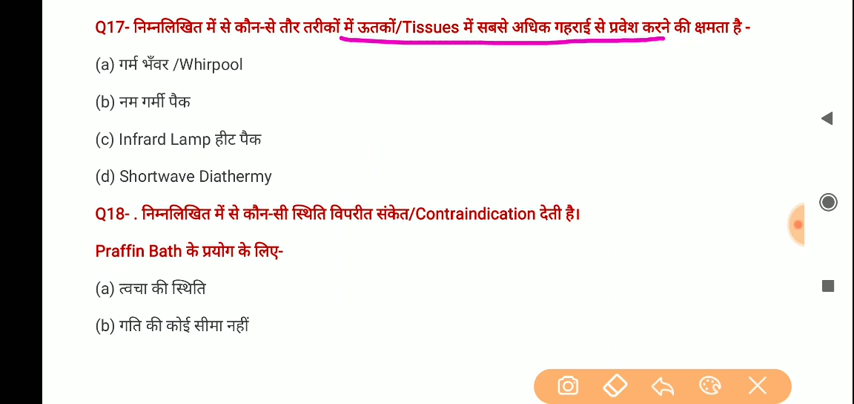 Q17- निम्नलिखित में से कौन-से तौर तरीकों में ऊतकों/Tissues में सबसे अधिक गहराई से प्रवेश करने की क्षमता है -
(a) गर्म भँवर /Whirpool
(b) नम गर्मी पैक
(c) Infrard Lamp हीट पैक
(d) Shortwave Diathermy
Q18- . निम्नलिखित में से कौन-सी स्थिति विपरीत संकेत/Contraindication देती है।
Praffin Bath के प्रयोग के लिए-
(a) त्वचा की स्थिति
(b) गति की कोई सीमा नहीं